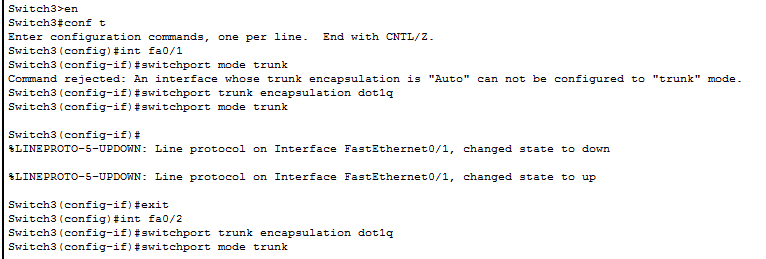 Switch3>en
Switch3#conf t
Enter configuration commands, one per line.  End with CNTL/Z.
Switch3(config)#int fa0/1
Switch3(config-if)#switchport mode trunk
Command rejected: An interface whose trunk encapsulation is "Auto" can not be configured to "trunk" mode.
Switch3(config-if)#switchport trunk encapsulation dot1q
Switch3(config-if)#switchport mode trunk
Switch3(config-if)#
%LINEPROTO-5-UPDOWN: Line protocol on Interface FastEthernet0/1, changed state to down
%LINEPROTO-5-UPDOWN: Line protocol on Interface FastEthernet0/1, changed state to up
Switch3(config-if)#exit
Switch3(config)#int fa0/2
Switch3(config-if)#switchport trunk encapsulation dot1q
Switch3(config-if)#switchport mode trunk